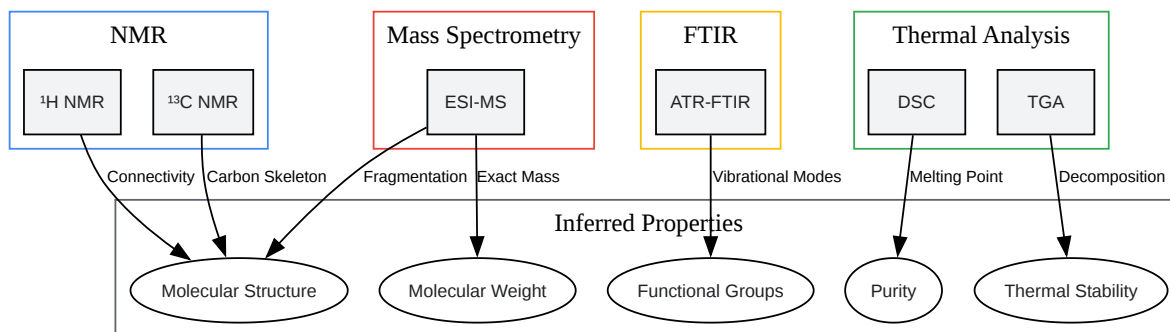 NMR
Mass Spectrometry
FTIR
Thermal Analysis
¹H NMR
¹³C NMR
ESI-MS
ATR-FTIR
DSC
TGA
Connectivity
Carbon Skeleton
Fragmentation
Exact Mass
Vibrational Modes
Melting Point
Decomposition
Inferred Properties
Molecular Structure
Molecular Weight
Functional Groups
Purity
Thermal Stability